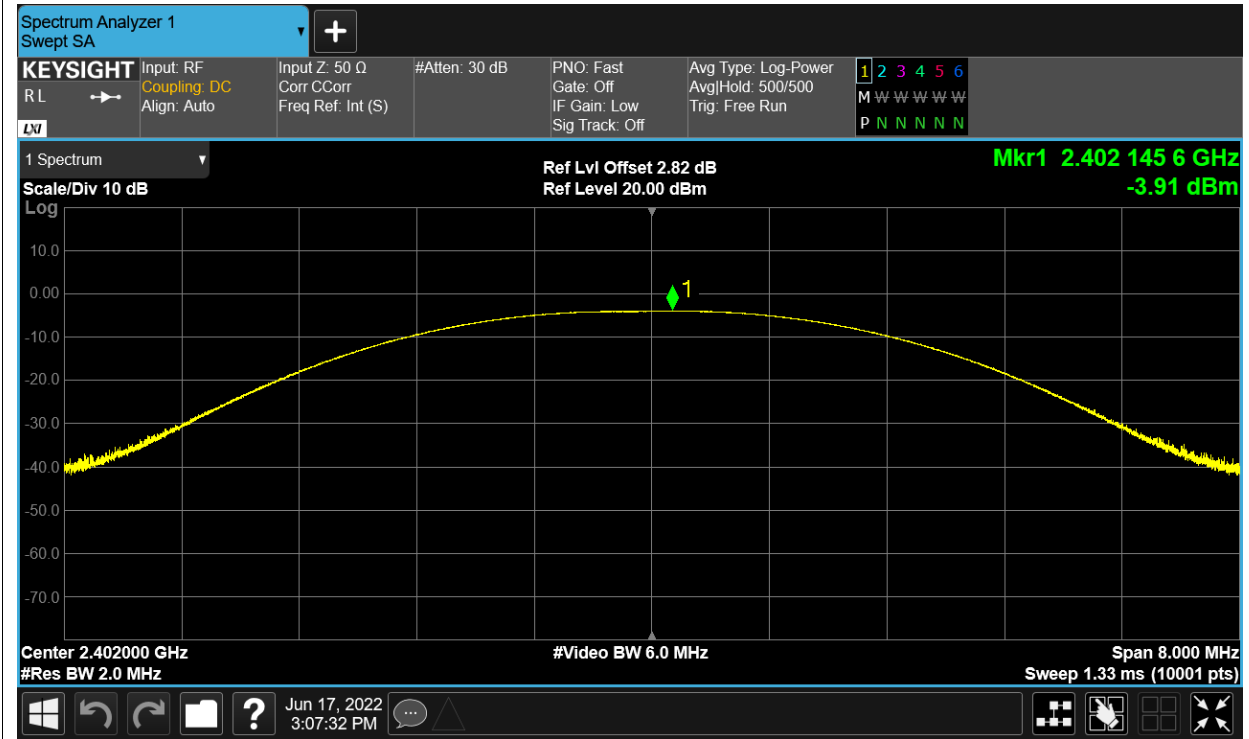 Spectrum Analyzer 1
Swept SA
KEYSIGHT
R L
LXI
Input: RF
Coupling: DC
Align: Auto
Input Z: 50 Ω
Corr CCorr
Freq Ref: Int (S)
#Atten: 30 dB
PNO: Fast
Gate: Off
IF Gain: Low
Sig Track: Off
Avg Type: Log-Power
Avg|Hold: 500/500
Trig: Free Run
1 2 3 4 5 6
M W W W W W
P N N N N N
1 Spectrum
Scale/Div 10 dB
Log
Ref Lvl Offset 2.82 dB
Ref Level 20.00 dBm
Mkr1 2.402 145 6 GHz
-3.91 dBm
10.0
0.00
1
-10.0
-20.0
-30.0
-40.0
-50.0
-60.0
-70.0
Center 2.402000 GHz
#Video BW 6.0 MHz
Span 8.000 MHz
#Res BW 2.0 MHz
Sweep 1.33 ms (10001 pts)
?
Jun 17, 2022
3:07:32 PM